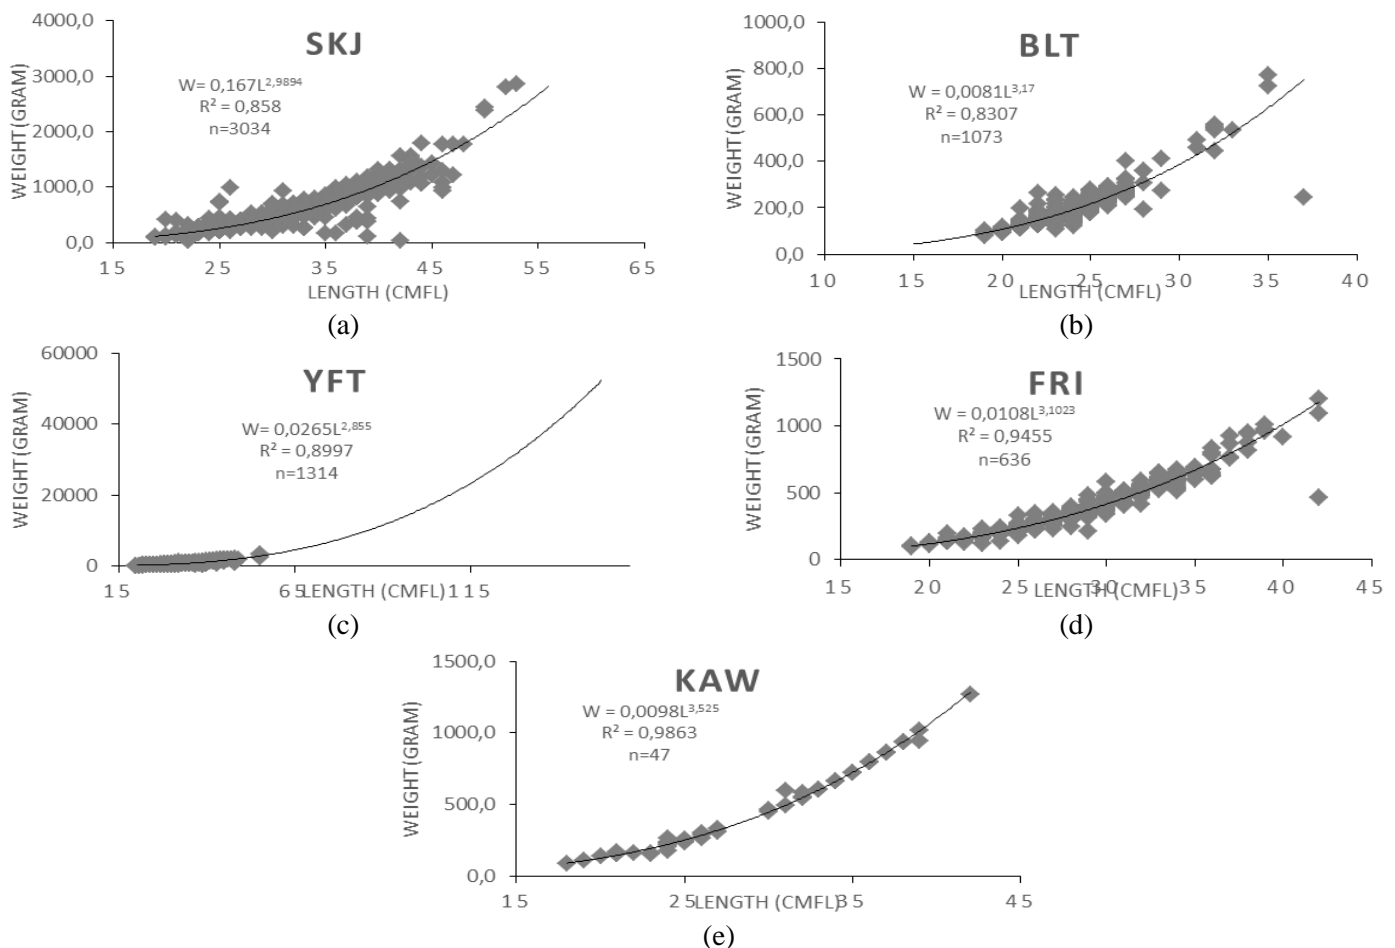 SKJ
W= 0,167L2,9894
R² = 0,858
n=3034
WEIGHT (GRAM)
4000,0
3000,0
2000,0
1000,0
0,0
15 25 35 45 55 65
LENGTH (CMFL)
(a)
BLT
W = 0,0081L3,17
R² = 0,8307
n=1073
WEIGHT (GRAM)
1000,0
800,0
600,0
400,0
200,0
0,0
10 15 20 25 30 35 40
LENGTH (CMFL)
(b)
YFT
W= 0,0265L2,855
R² = 0,8997
n=1314
WEIGHT (GRAM)
60000
40000
20000
0
15 65 115
LENGTH (CMFL)
(c)
FRI
W = 0,0108L3,1023
R² = 0,9455
n=636
WEIGHT (GRAM)
1500
1000
500
0
15 20 25 30 35 40 45
LENGTH (CMFL)
(d)
KAW
W = 0,0098L3,525
R² = 0,9863
n=47
WEIGHT (GRAM)
1500,0
1000,0
500,0
0,0
15 25 35 45
LENGTH (CMFL)
(e)